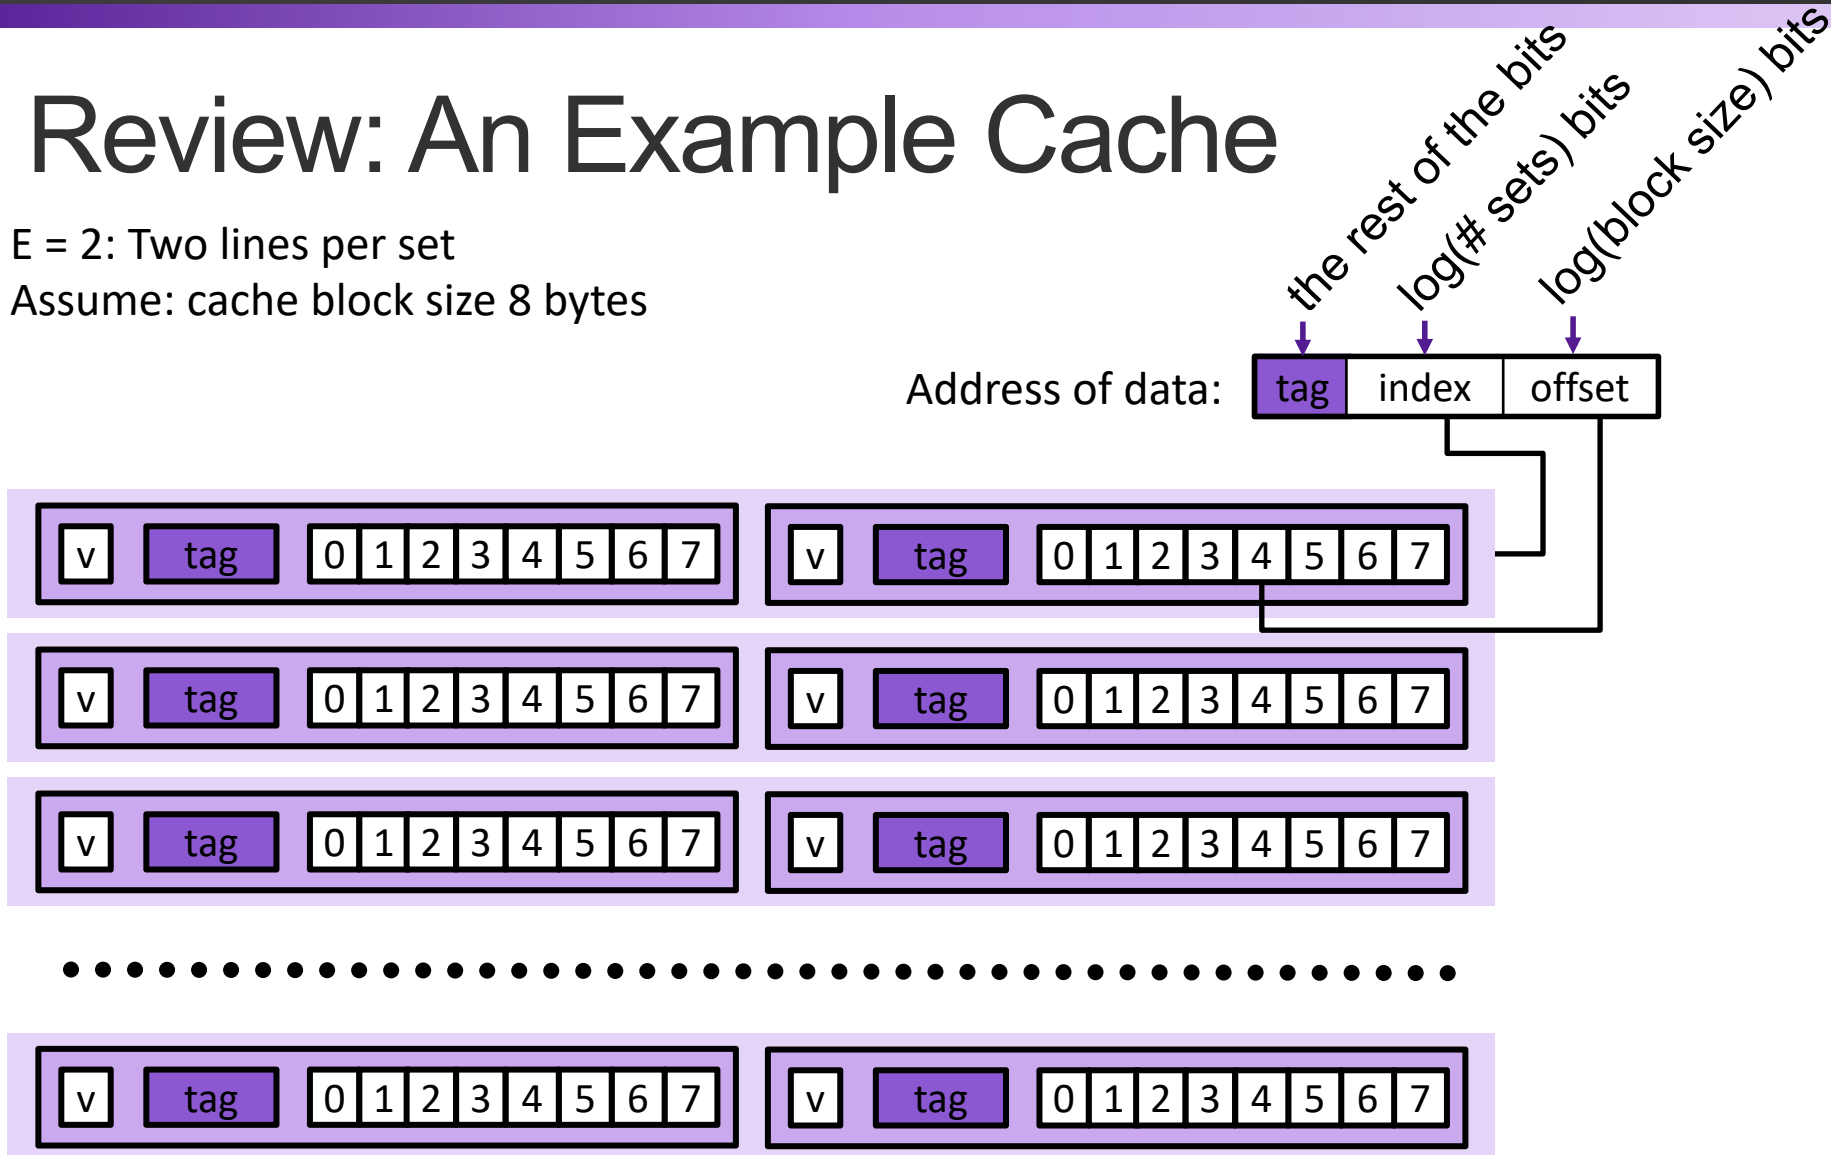 Review: An Example Cache
E = 2: Two lines per set
Assume: cache block size 8 bytes
the rest of the bits
log(# sets) bits
log(block size) bits
Address of data: tag index offset
v tag 0 1 2 3 4 5 6 7 v tag 0 1 2 3 4 5 6 7
v tag 0 1 2 3 4 5 6 7 v tag 0 1 2 3 4 5 6 7
v tag 0 1 2 3 4 5 6 7 v tag 0 1 2 3 4 5 6 7
v tag 0 1 2 3 4 5 6 7 v tag 0 1 2 3 4 5 6 7